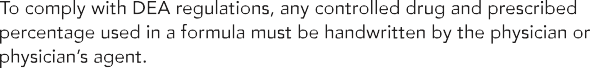 To comply with DEA regulations, any controlled drug and prescribed
percentage used in a formula must be handwritten by the physician or
physician's agent.